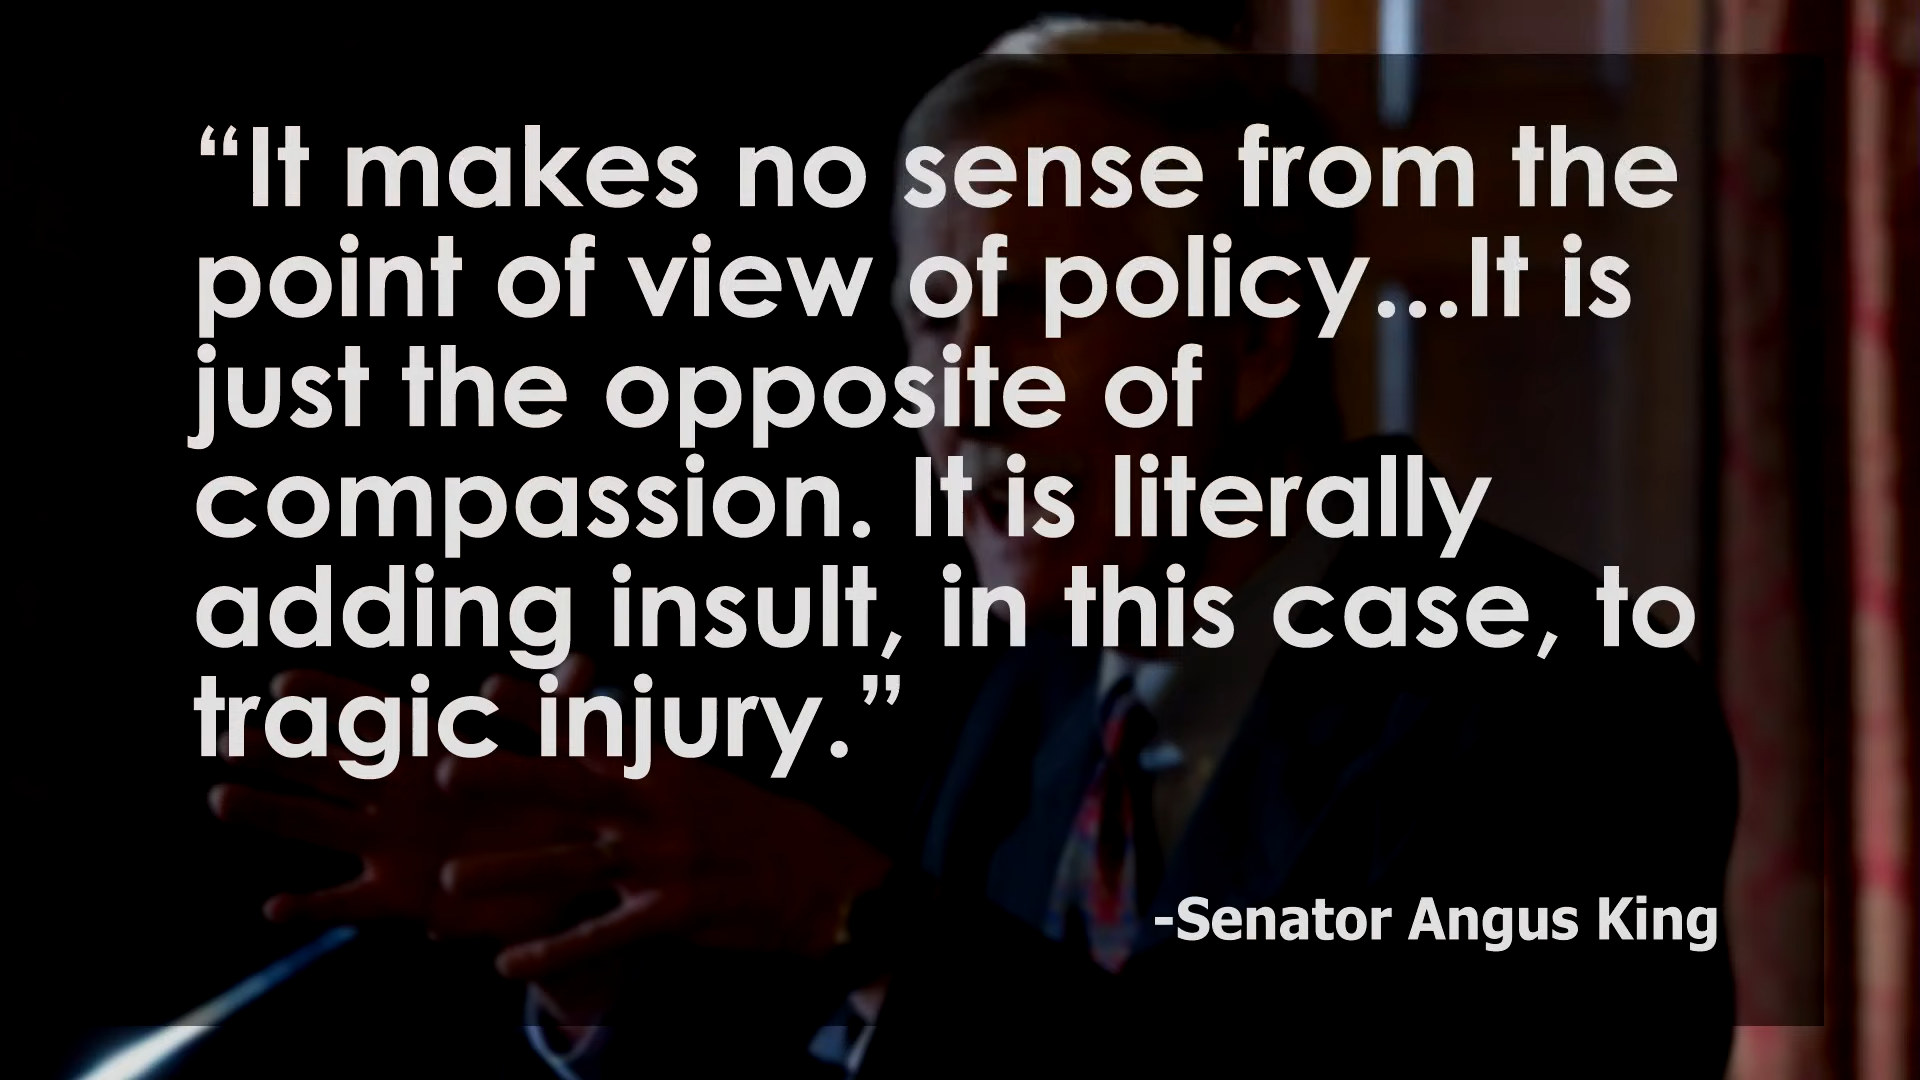 “It makes no sense from the
point of view of policy...It is
just the opposite of
compassion. It is literally
adding insult, in this case, to
tragic injury.”
-Senator Angus King